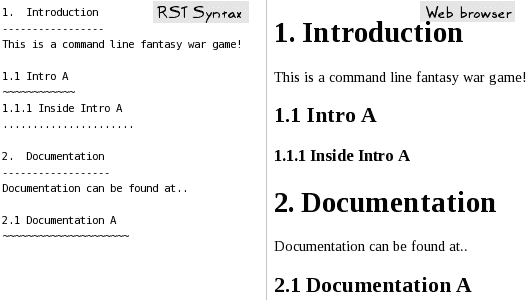 RST Syntax
1.  Introduction
-----------------
This is a command line fantasy war game!
1.1 Intro A
~~~~~~~~~~~~
1.1.1 Inside Intro A
......................
2.  Documentation
------------------
Documentation can be found at..
2.1 Documentation A
~~~~~~~~~~~~~~~~~~~~~
Web browser
1. Introduction
This is a command line fantasy war game!
1.1 Intro A
1.1.1 Inside Intro A
2. Documentation
Documentation can be found at..
2.1 Documentation A